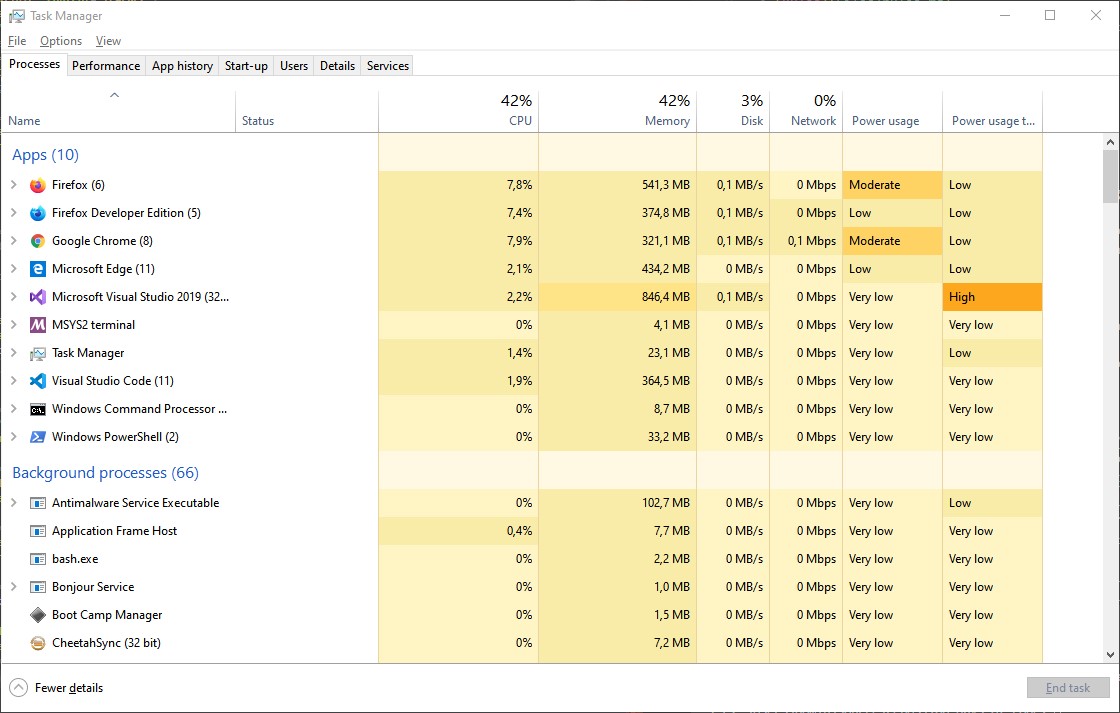 Task Manager
File Options View
Processes Performance App history Start-up Users Details Services
42% 42% 3% 0%
Name Status CPU Memory Disk Network Power usage Power usage t...
Apps (10)
Firefox (6) 7,8% 541,3 MB 0,1 MB/s 0 Mbps Moderate Low
Firefox Developer Edition (5) 7,4% 374,8 MB 0,1 MB/s 0 Mbps Low Low
Google Chrome (8) 7,9% 321,1 MB 0,1 MB/s 0,1 Mbps Moderate Low
Microsoft Edge (11) 2,1% 434,2 MB 0 MB/s 0 Mbps Low Low
Microsoft Visual Studio 2019 (32... 2,2% 846,4 MB 0,1 MB/s 0 Mbps Very low High
MSYS2 terminal 0% 4,1 MB 0 MB/s 0 Mbps Very low Very low
Task Manager 1,4% 23,1 MB 0 MB/s 0 Mbps Very low Low
Visual Studio Code (11) 1,9% 364,5 MB 0 MB/s 0 Mbps Very low Very low
Windows Command Processor ... 0% 8,7 MB 0 MB/s 0 Mbps Very low Very low
Windows PowerShell (2) 0% 33,2 MB 0 MB/s 0 Mbps Very low Very low
Background processes (66)
Antimalware Service Executable 0% 102,7 MB 0 MB/s 0 Mbps Very low Low
Application Frame Host 0,4% 7,7 MB 0 MB/s 0 Mbps Very low Very low
bash.exe 0% 2,2 MB 0 MB/s 0 Mbps Very low Very low
Bonjour Service 0% 1,0 MB 0 MB/s 0 Mbps Very low Very low
Boot Camp Manager 0% 1,5 MB 0 MB/s 0 Mbps Very low Very low
CheetahSync (32 bit) 0% 7,2 MB 0 MB/s 0 Mbps Very low Very low
Fewer details End task